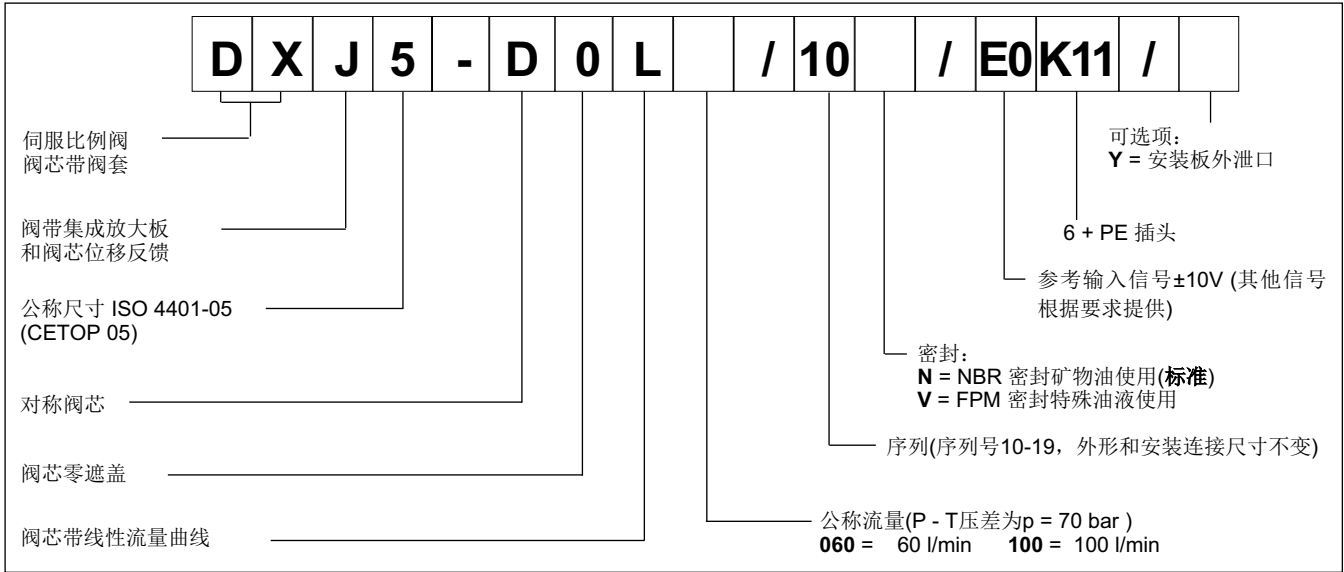 D X J 5 - D 0 L / 10 / E0 K11 /
伺服比例阀
阀芯带阀套
可选项：
Y = 安装板外泄口
阀带集成放大板
和阀芯位移反馈
6 + PE 插头
参考输入信号±10V (其他信号
根据要求提供)
公称尺寸 ISO 4401-05
(CETOP 05)
密封：
N = NBR 密封矿物油使用(标准)
V = FPM 密封特殊油液使用
对称阀芯
序列(序列号10-19，外形和安装连接尺寸不变)
阀芯零遮盖
公称流量(P - T压差为p = 70 bar )
060 = 60 l/min 100 = 100 l/min
阀芯带线性流量曲线